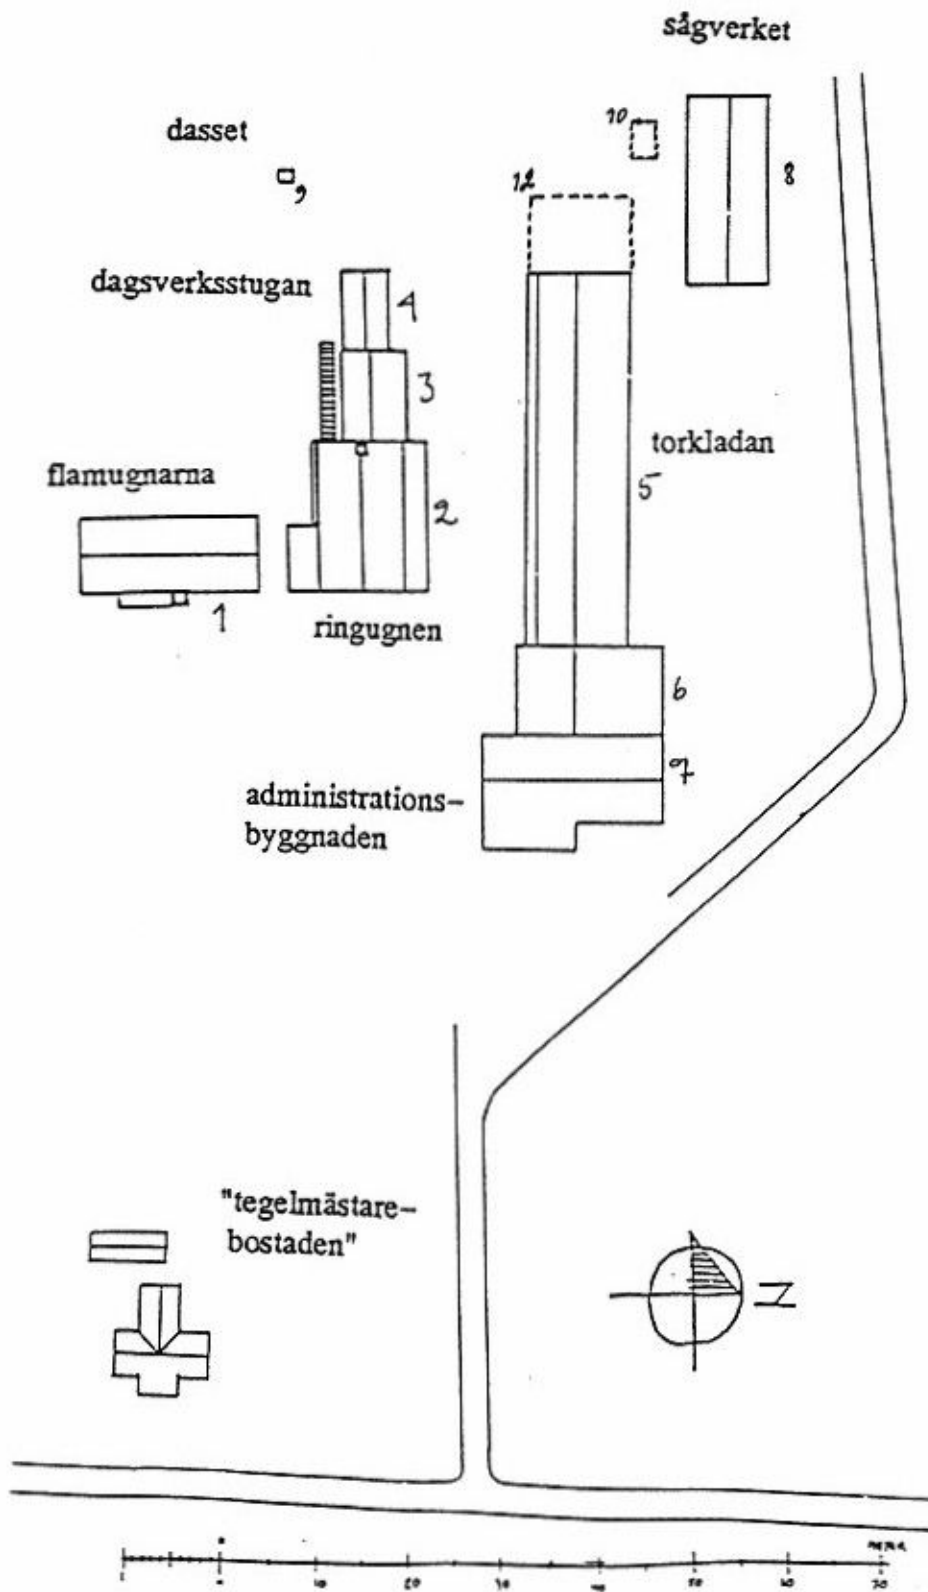 sågverket
dasset
10
9
12
8
dagsverksstugan
4
3
flamugnarna
torkladan
5
2
1
ringugnen
6
7
administrations-
byggnaden
"tegelmästare-
bostaden"
N
10
20